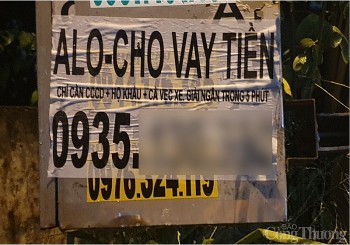 ALO-CHO VAY TIỀN
CHỈ CẦN CCCD + HỘ KHẨU + CÀ VẸC XE. GIẢI NGÂN TRONG 5 PHÚT
0935.
0976.324.119
BÁO
Công Thương